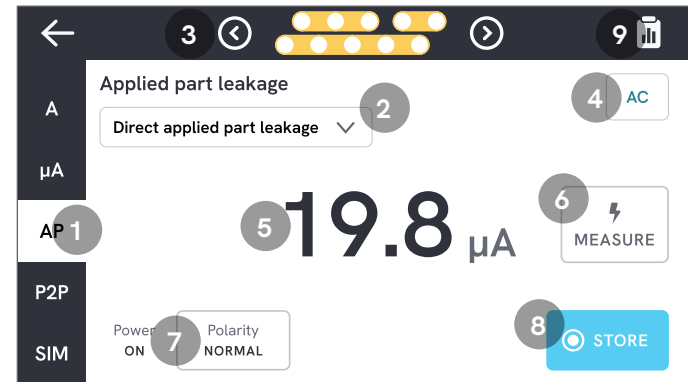 3
9
A
µA
AP 1
P2P
SIM
Applied part leakage
Direct applied part leakage
2
4 AC
5 19.8 µA
6
MEASURE
Power
ON
7
Polarity
NORMAL
8
STORE